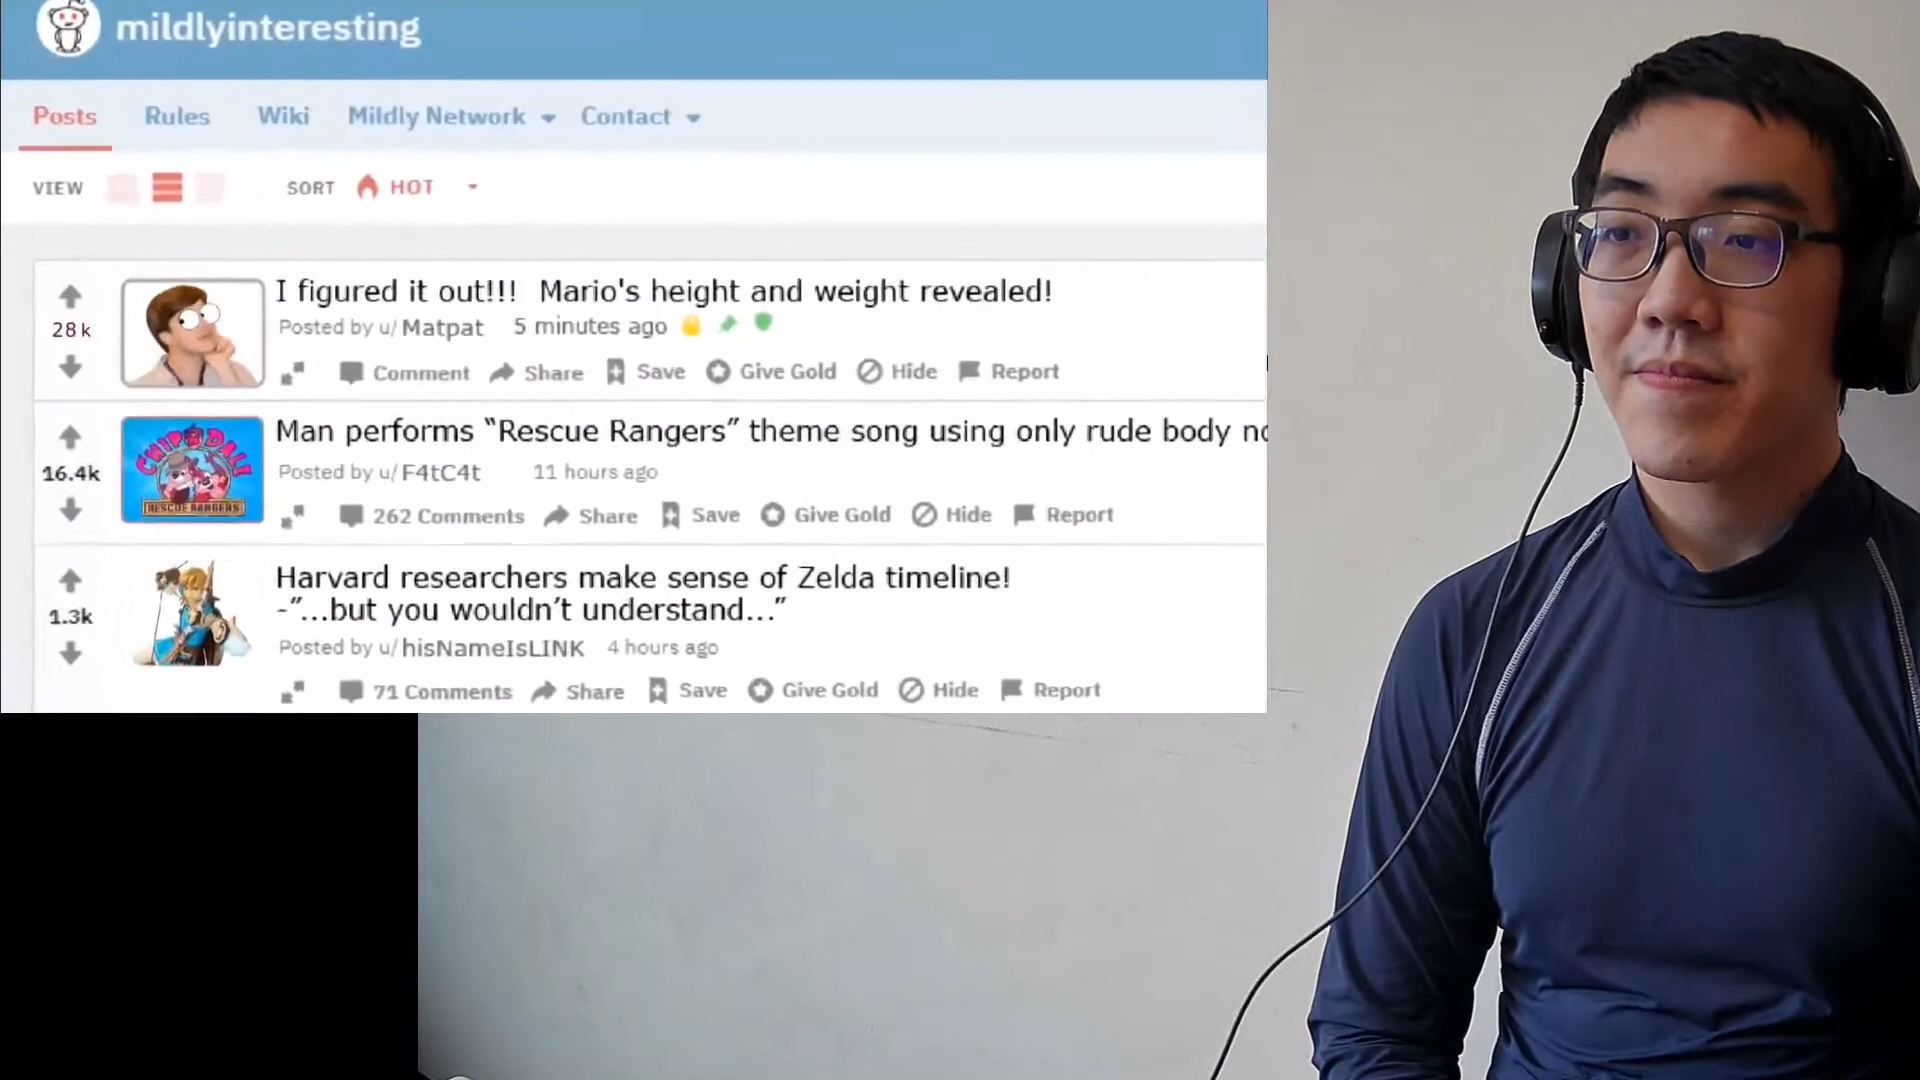 mildlyinteresting
Posts Rules Wiki Mildly Network Contact
VIEW SORT HOT
I figured it out!!! Mario's height and weight revealed!
28k
Posted by u/Matpat 5 minutes ago
Comment Share Save Give Gold Hide Report
CHIP DALE
RESCUE RANGERS
Man performs “Rescue Rangers” theme song using only rude body
16.4k
Posted by u/F4tC4t 11 hours ago
262 Comments Share Save Give Gold Hide Report
Harvard researchers make sense of Zelda timeline!
-“...but you wouldn’t understand...”
1.3k
Posted by u/hisNameIsLINK 4 hours ago
71 Comments Share Save Give Gold Hide Report